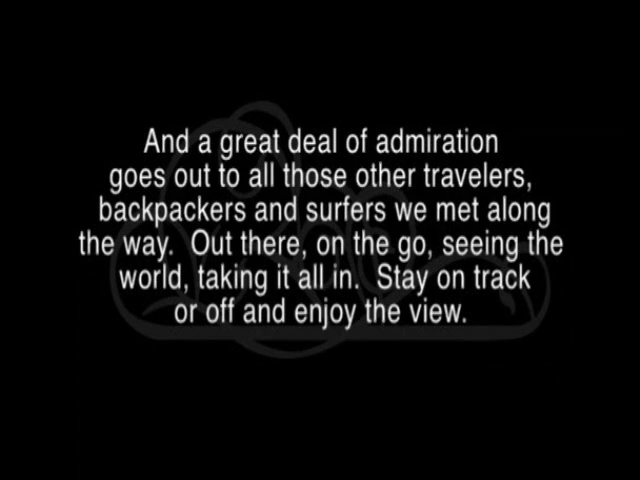 And a great deal of admiration
goes out to all those other travelers,
backpackers and surfers we met along
the way.  Out there, on the go, seeing the
world, taking it all in.  Stay on track
or off and enjoy the view.